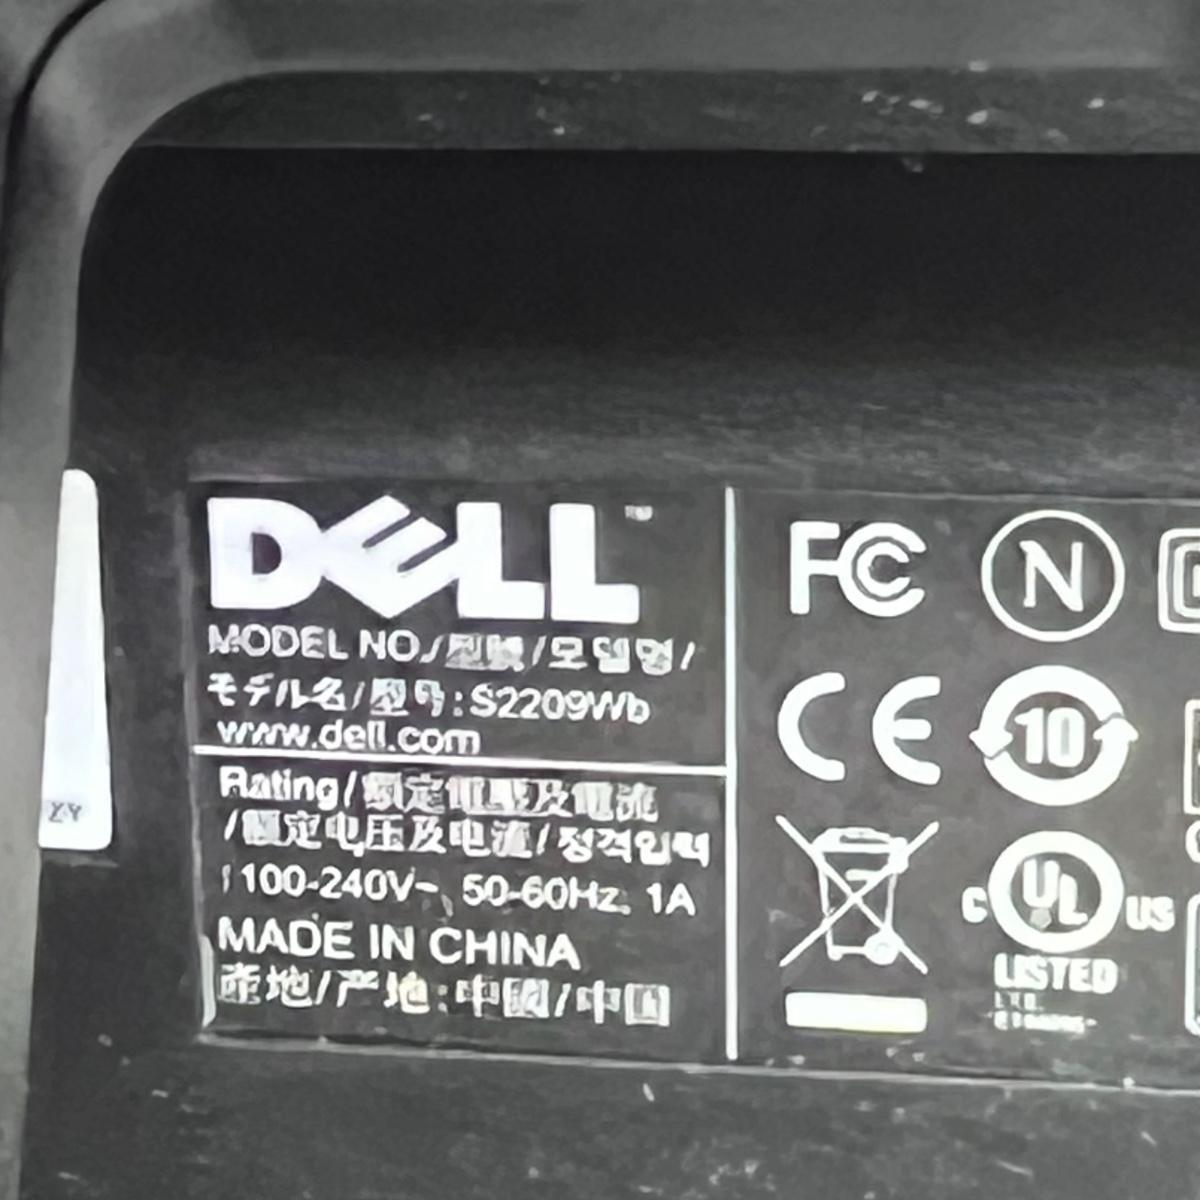 DELL™
MODEL NO./型號/모델명/
モデル名/型号:S2209Wb
www.dell.com
Rating/額定電壓及電流
/额定电压及电流/정격입력
100-240V~, 50-60Hz, 1A
MADE IN CHINA
産地/产地:中國/中国
FC
N
CE
10
C UL US
LISTED